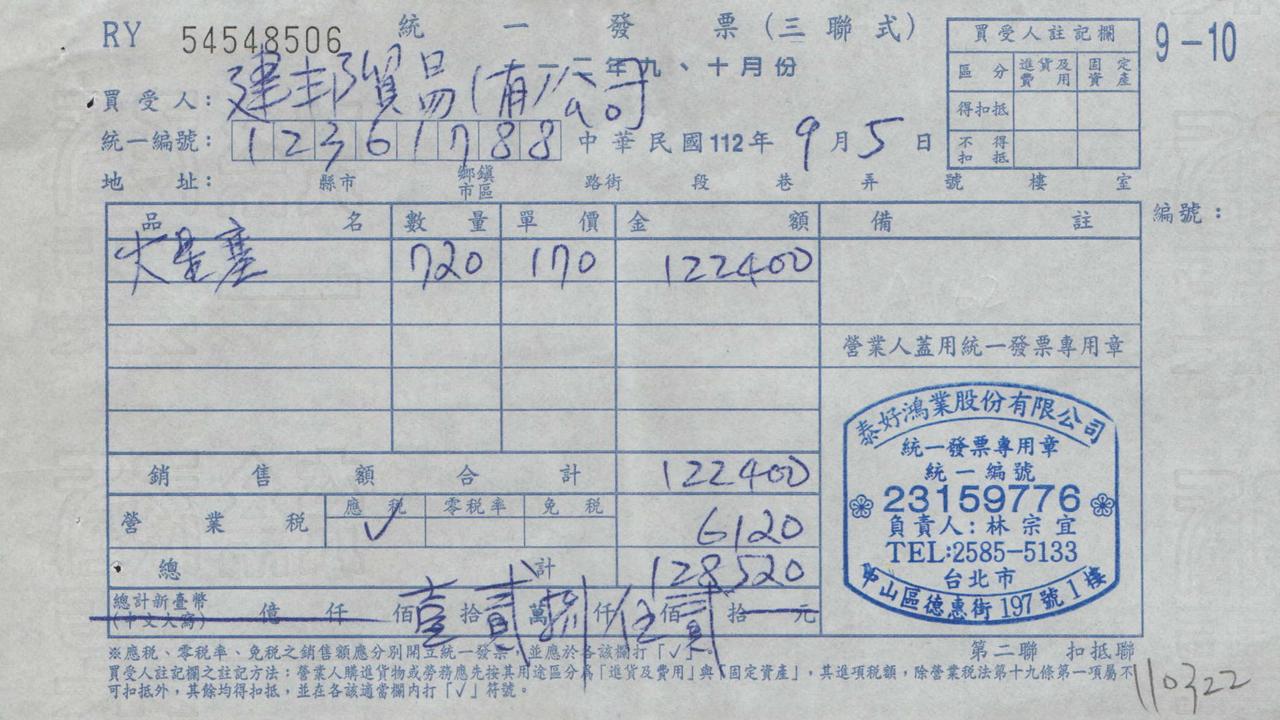 RY 54548506 統一發票(三聯式)
一一二年九、十月份
9-10
買受人註記欄
區分 進貨及費用 固定資產
得扣抵
不得扣抵
買受人: 建邦貿易(有)公司
統一編號: 12361788 中華民國112年9月5日
地址: 縣市 鄉鎮市區 路街 段 巷 弄 號 樓 室
編號:
品名 數量 單價 金額 備註
火星塞 720 170 122400
營業人蓋用統一發票專用章
銷售額合計 122400
營業稅 應稅 零稅率 免稅 6120
✓
總計 128520
總計新臺幣(中文大寫) 億 仟 佰壹拾貳萬捌仟伍佰貳拾 元
泰好鴻業股份有限公司
統一發票專用章
統一編號
23159776
負責人:林宗宜
TEL:2585-5133
台北市
中山區德惠街197號1樓
※應稅、零稅率、免稅之銷售額應分別開立統一發票,並應於各該欄打「✓」。
第二聯 扣抵聯
買受人註記欄之註記方法:營業人購進貨物或勞務應先按其用途區分為「進貨及費用」與「固定資產」,其進項稅額,除營業稅法第十九條第一項屬不
可扣抵外,其餘均得扣抵,並在各該適當欄內打「✓」符號。
110322